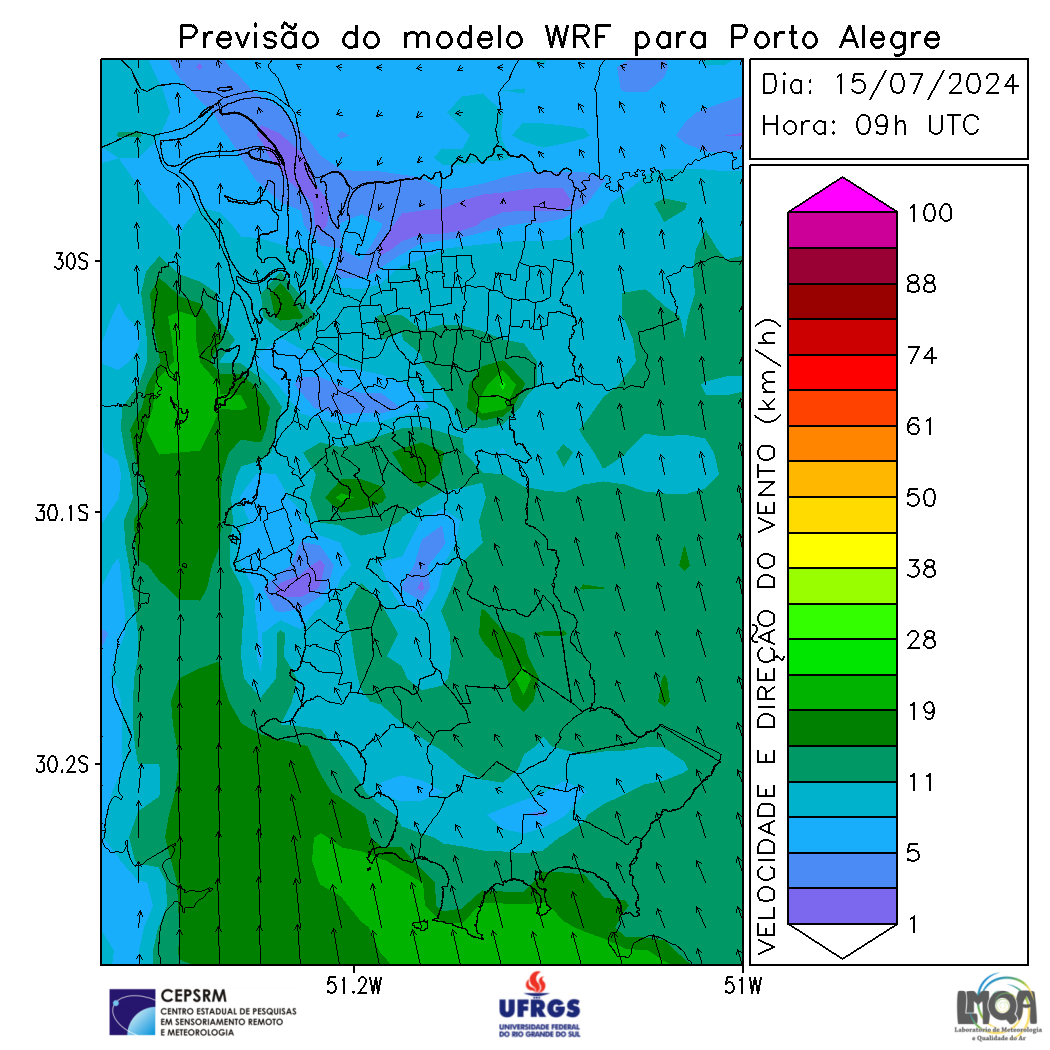 Previsão do modelo WRF para Porto Alegre
Dia: 15/07/2024
Hora: 09h UTC
30S
30.1S
30.2S
51.2W
51W
VELOCIDADE E DIREÇÃO DO VENTO (km/h)
100
88
74
61
50
38
28
19
11
5
1
CEPSRM
CENTRO ESTADUAL DE PESQUISAS
EM SENSORIAMENTO REMOTO
E METEOROLOGIA
UFRGS
UNIVERSIDADE FEDERAL
DO RIO GRANDE DO SUL
LMQA
Laboratório de Meteorologia
e Qualidade do Ar